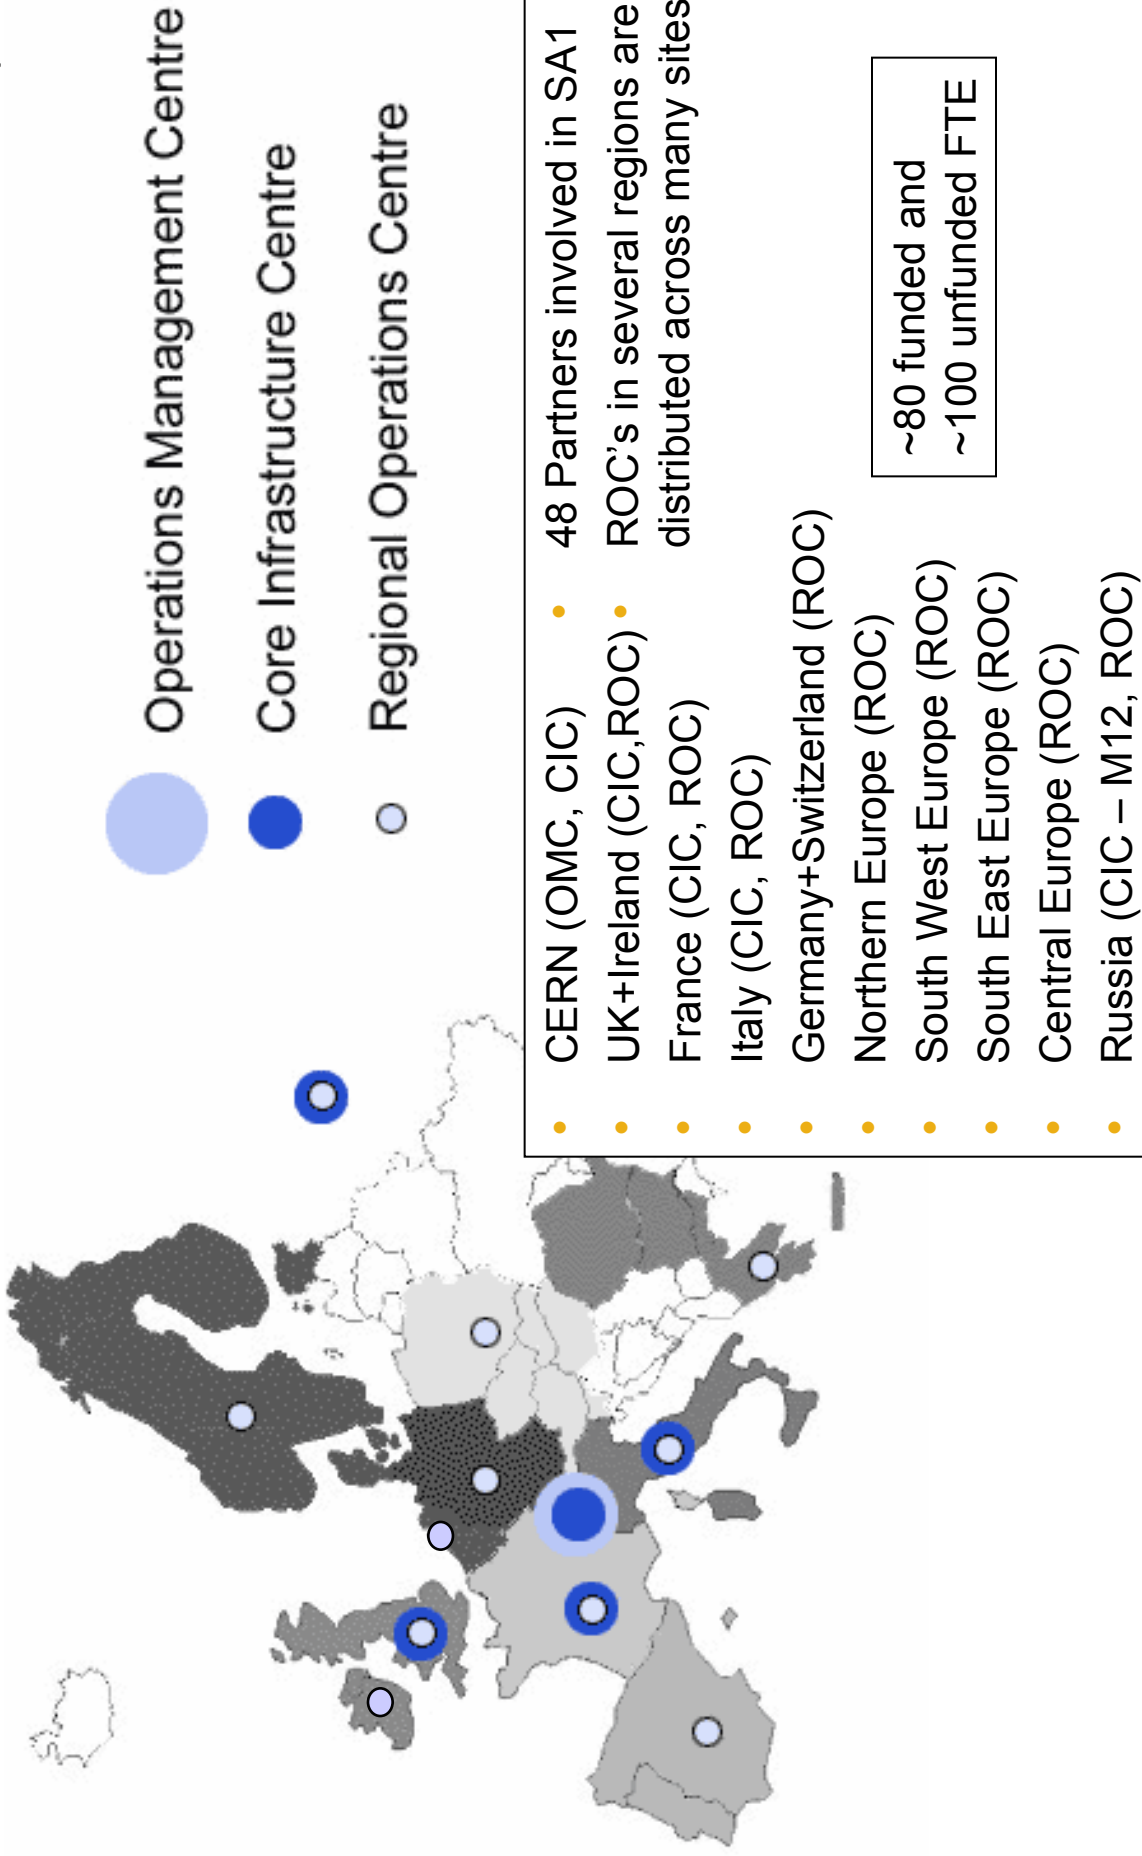 Operations Management Centre
Core Infrastructure Centre
Regional Operations Centre
• CERN (OMC, CIC)
• UK+Ireland (CIC,ROC)
• France (CIC, ROC)
• Italy (CIC, ROC)
• Germany+Switzerland (ROC)
• Northern Europe (ROC)
• South West Europe (ROC)
• South East Europe (ROC)
• Central Europe (ROC)
• Russia (CIC – M12, ROC)
• 48 Partners involved in SA1
• ROC's in several regions are
distributed across many sites
~80 funded and
~100 unfunded FTE